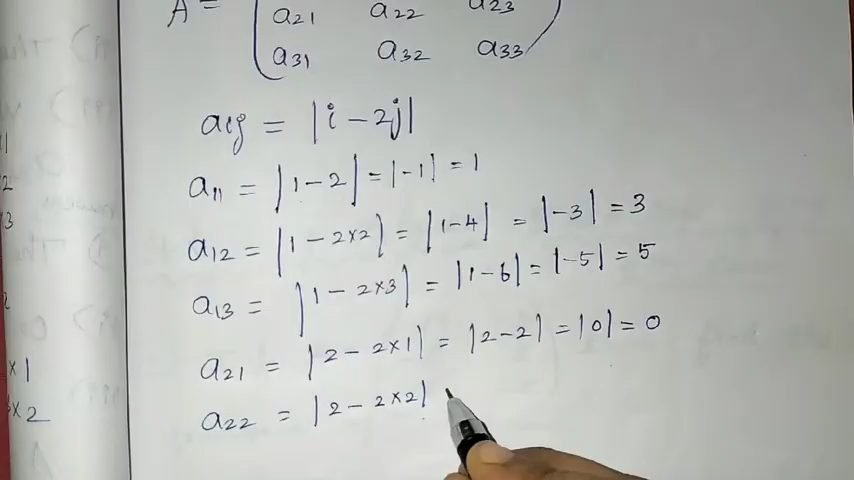 A = a21 a22 a23
a31 a32 a33
aij = |i - 2j|
a11 = |1 - 2| = |-1| = 1
a12 = |1 - 2×2| = |1-4| = |-3| = 3
a13 = |1 - 2×3| = |1-6| = |-5| = 5
a21 = |2 - 2×1| = |2-2| = |0| = 0
a22 = |2 - 2×2|